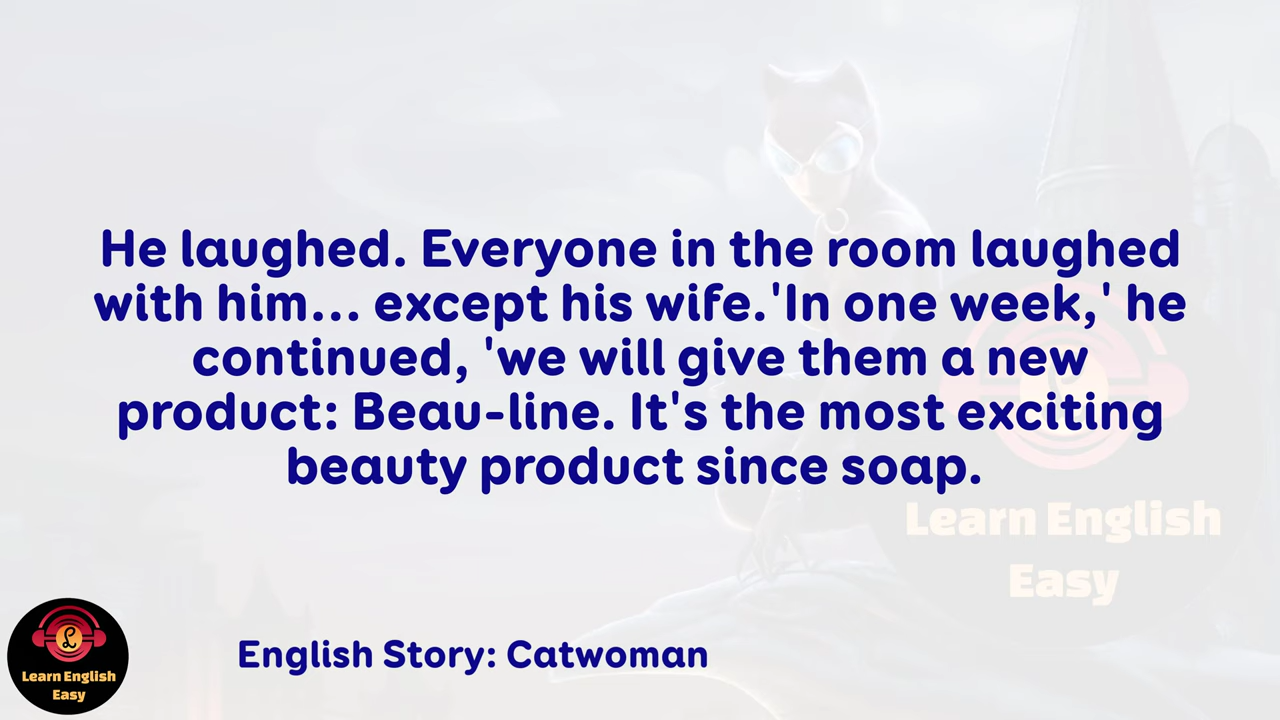 He laughed. Everyone in the room laughed
with him... except his wife.'In one week,' he
continued, 'we will give them a new
product: Beau-line. It's the most exciting
beauty product since soap.
Learn English
Easy
English Story: Catwoman
Learn English
Easy